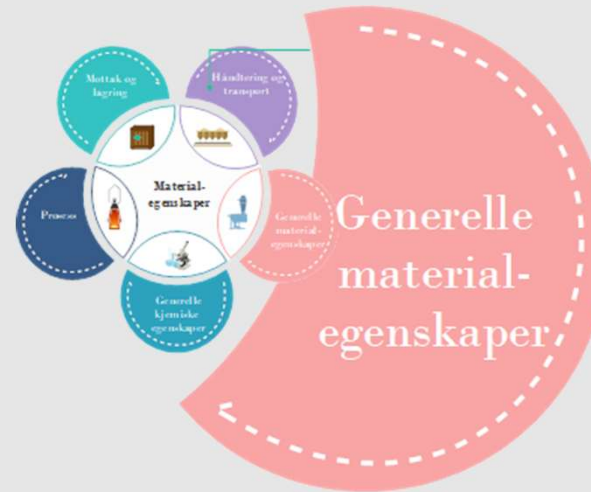 Mottak og
lagring
Håndtering og
transport
Material-
egenskaper
Prosess
Generelle
material-
egenskaper
Generelle
kjemiske
egenskaper
Generelle
material-
egenskaper